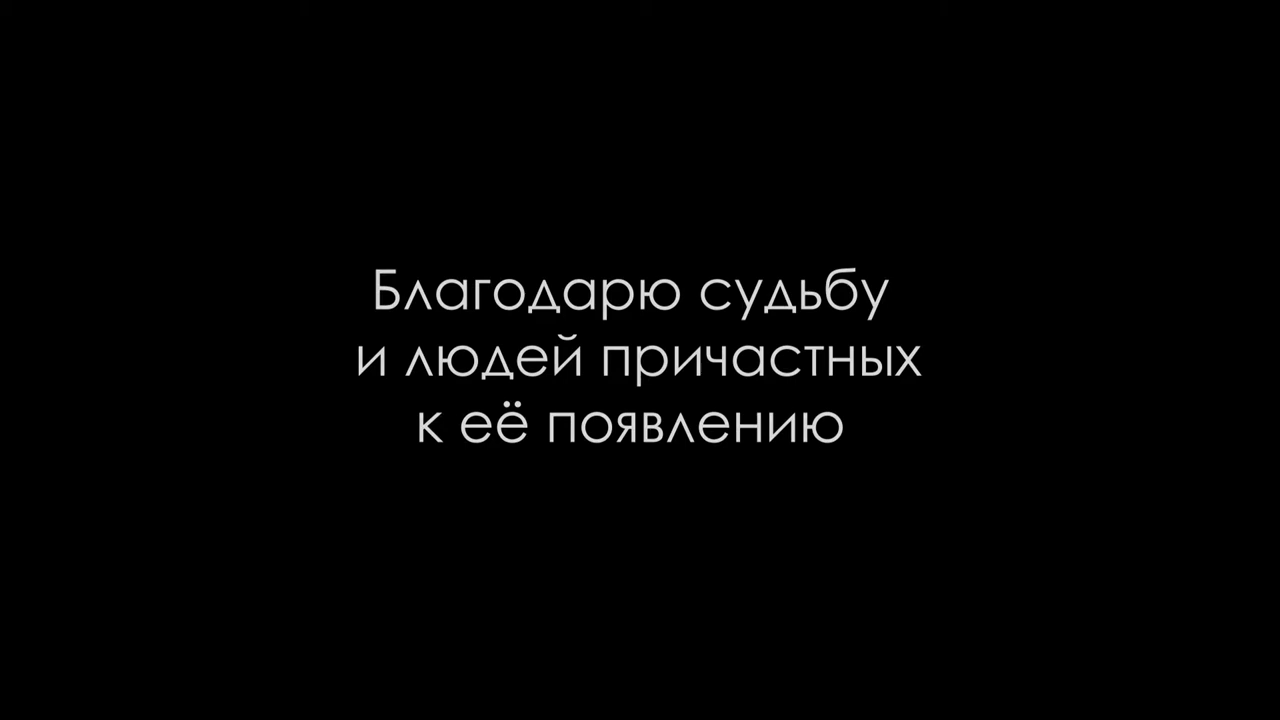 Благодарю судьбу
и людей причастных
к её появлению